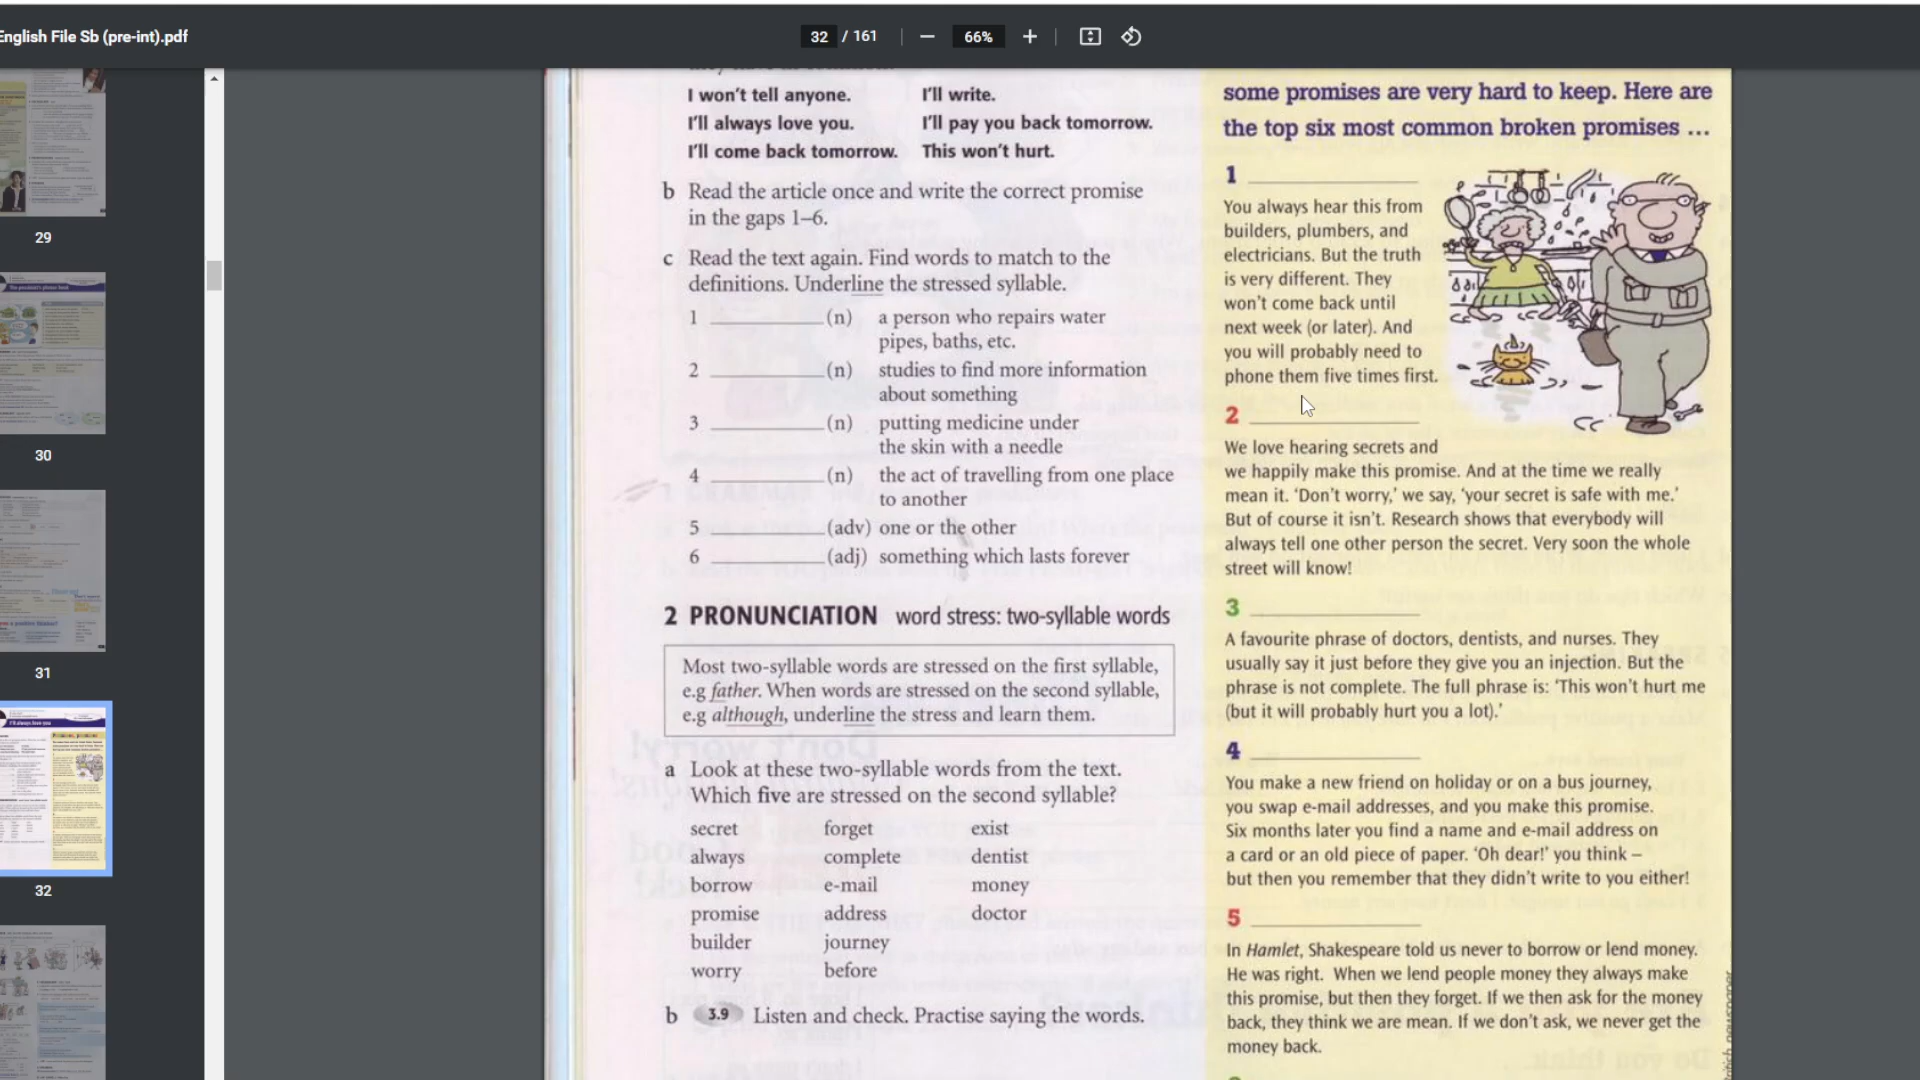 English File Sb (pre-int).pdf
32 / 161
66%
29
30
31
32
I won't tell anyone.
I'll always love you.
I'll come back tomorrow.
I'll write.
I'll pay you back tomorrow.
This won't hurt.
b Read the article once and write the correct promise
in the gaps 1–6.
c Read the text again. Find words to match to the
definitions. Underline the stressed syllable.
1 (n) a person who repairs water
pipes, baths, etc.
2 (n) studies to find more information
about something
3 (n) putting medicine under
the skin with a needle
4 (n) the act of travelling from one place
to another
5 (adv) one or the other
6 (adj) something which lasts forever
2 PRONUNCIATION word stress: two-syllable words
Most two-syllable words are stressed on the first syllable,
e.g father. When words are stressed on the second syllable,
e.g although, underline the stress and learn them.
a Look at these two-syllable words from the text.
Which five are stressed on the second syllable?
secret forget exist
always complete dentist
borrow e-mail money
promise address doctor
builder journey
worry before
b 3.9 Listen and check. Practise saying the words.
some promises are very hard to keep. Here are
the top six most common broken promises ...
1
You always hear this from
builders, plumbers, and
electricians. But the truth
is very different. They
won't come back until
next week (or later). And
you will probably need to
phone them five times first.
2
We love hearing secrets and
we happily make this promise. And at the time we really
mean it. 'Don't worry,' we say, 'your secret is safe with me.'
But of course it isn't. Research shows that everybody will
always tell one other person the secret. Very soon the whole
street will know!
3
A favourite phrase of doctors, dentists, and nurses. They
usually say it just before they give you an injection. But the
phrase is not complete. The full phrase is: 'This won't hurt me
(but it will probably hurt you a lot).'
4
You make a new friend on holiday or on a bus journey,
you swap e-mail addresses, and you make this promise.
Six months later you find a name and e-mail address on
a card or an old piece of paper. 'Oh dear!' you think –
but then you remember that they didn't write to you either!
5
In Hamlet, Shakespeare told us never to borrow or lend money.
He was right. When we lend people money they always make
this promise, but then they forget. If we then ask for the money
back, they think we are mean. If we don't ask, we never get the
money back.